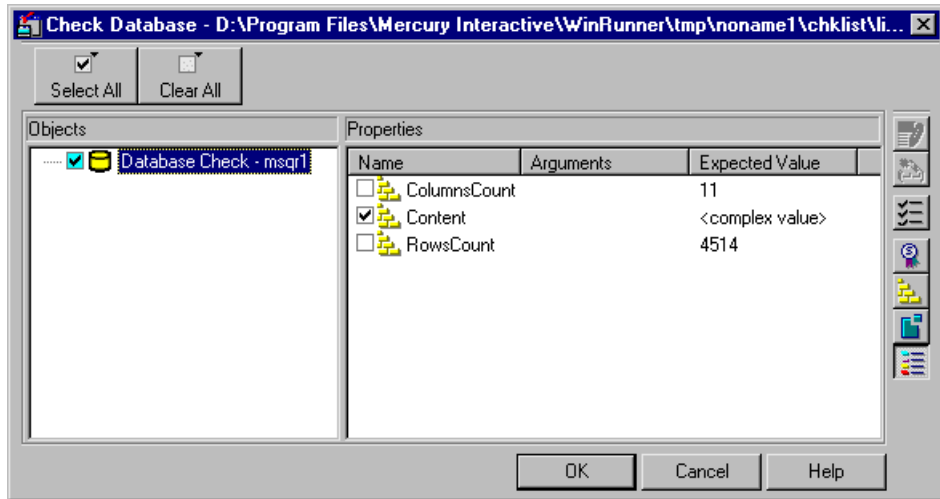 Check Database - D:\Program Files\Mercury Interactive\WinRunner\tmp\noname1\chklist\li...
Select All Clear All
Objects Properties
Database Check - msqr1 Name Arguments Expected Value
ColumnsCount 11
Content <complex value>
RowsCount 4514
OK Cancel Help